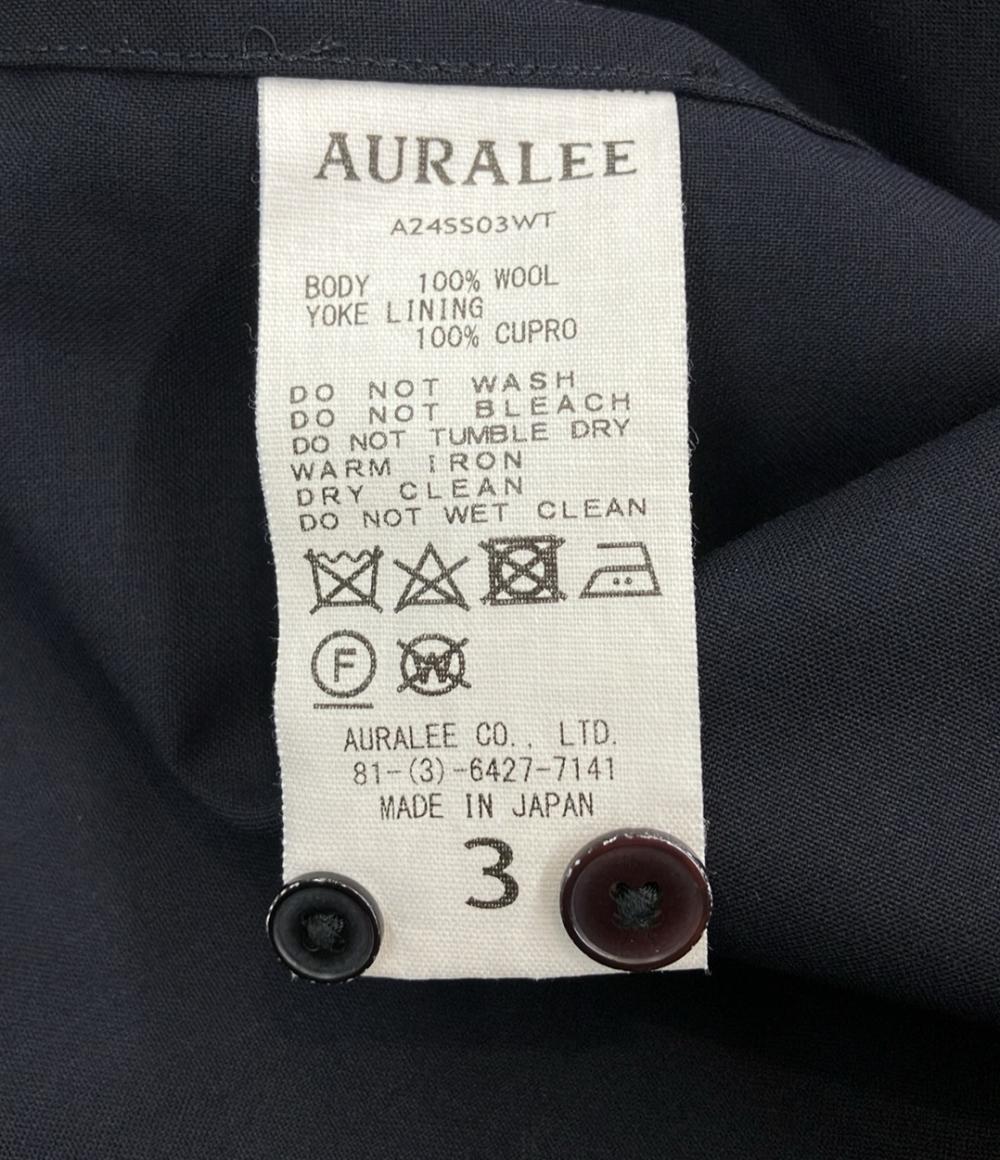 AURALEE
A24SS03WT
BODY 100% WOOL
YOKE LINING
100% CUPRO
DO NOT WASH
DO NOT BLEACH
DO NOT TUMBLE DRY
WARM IRON
DRY CLEAN
DO NOT WET CLEAN
F W
AURALEE CO., LTD.
81-(3)-6427-7141
MADE IN JAPAN
3